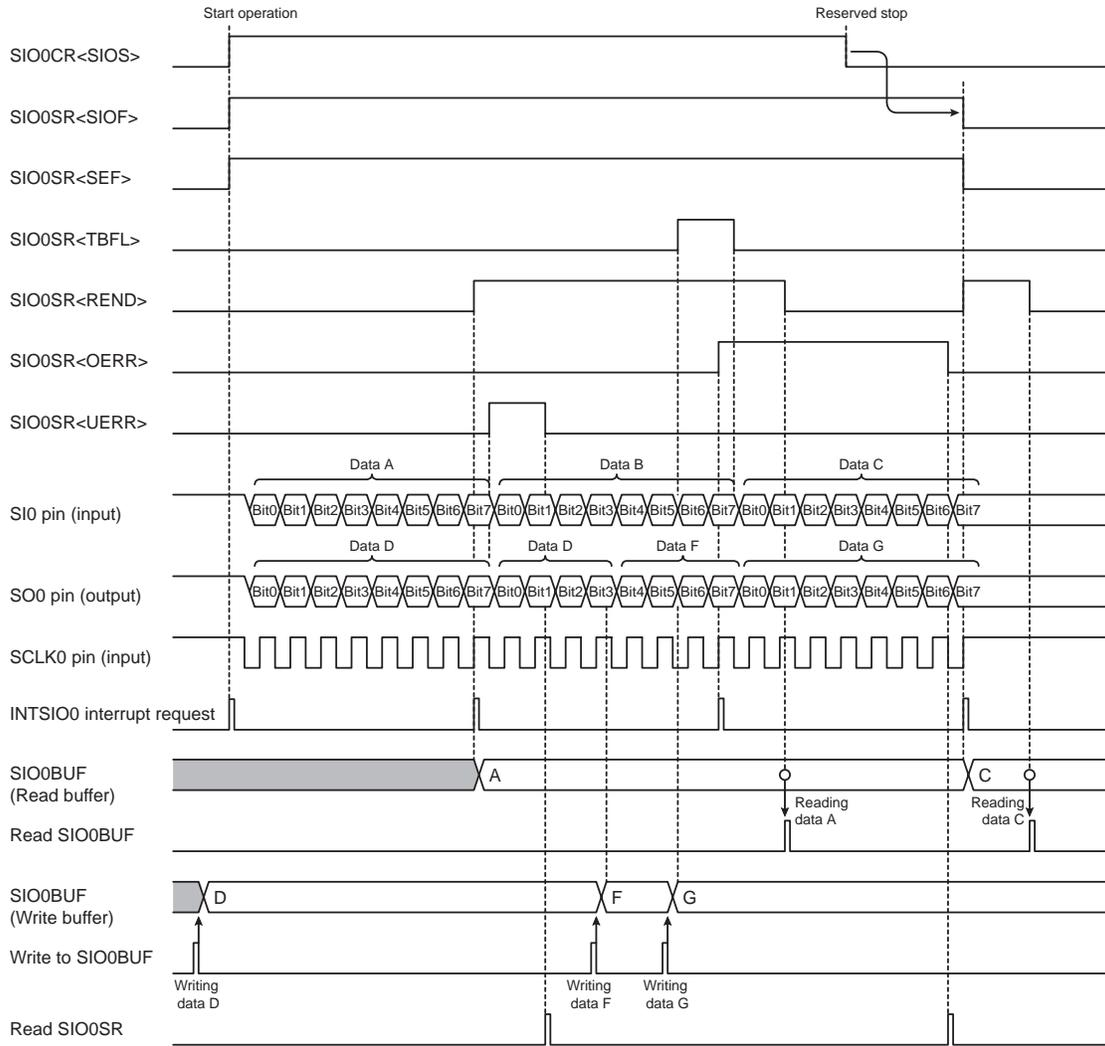 Start operation
Reserved stop
SIO0CR<SIOS>
SIO0SR<SIOF>
SIO0SR<SEF>
SIO0SR<TBFL>
SIO0SR<REND>
SIO0SR<OERR>
SIO0SR<UERR>
Data A Data B Data C
SI0 pin (input)
Bit0 Bit1 Bit2 Bit3 Bit4 Bit5 Bit6 Bit7 Bit0 Bit1 Bit2 Bit3 Bit4 Bit5 Bit6 Bit7 Bit0 Bit1 Bit2 Bit3 Bit4 Bit5 Bit6 Bit7
Data D Data D Data F Data G
SO0 pin (output)
Bit0 Bit1 Bit2 Bit3 Bit4 Bit5 Bit6 Bit7 Bit0 Bit1 Bit2 Bit3 Bit4 Bit5 Bit6 Bit7 Bit0 Bit1 Bit2 Bit3 Bit4 Bit5 Bit6 Bit7
SCLK0 pin (input)
INTSIO0 interrupt request
SIO0BUF
(Read buffer)
A C
Reading
data A
Reading
data C
Read SIO0BUF
SIO0BUF
(Write buffer)
D F G
Write to SIO0BUF
Writing
data D
Writing
data F
Writing
data G
Read SIO0SR